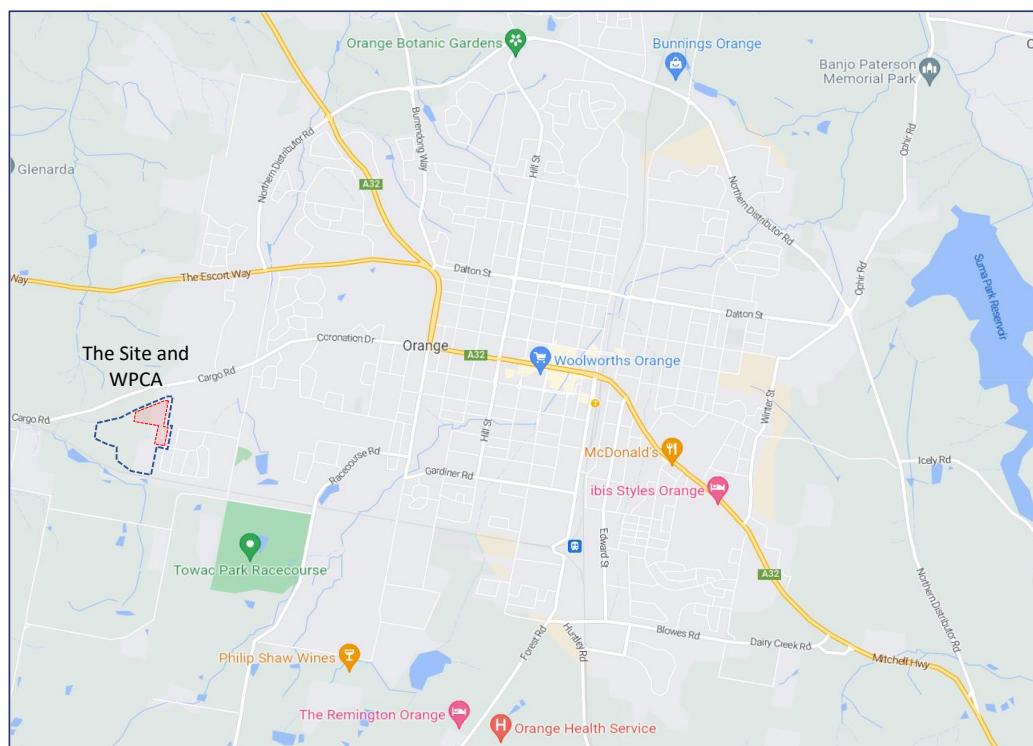 Orange Botanic Gardens
Bunnings Orange
Banjo Paterson
Memorial Park
Glenarda
Northern Distributor Rd
A32
Burrendong Way
Hill St
Northern Distributor Rd
Ophir Rd
Ophir Rd
Suma Park Reservoir
Way
The Escort Way
Dalton St
Dalton St
Coronation Dr
Orange
A32
Woolworths Orange
The Site and
WPCA
Cargo Rd
Cargo Rd
Hill St
Winter St
McDonald's
Icely Rd
Racecourse Rd
Gardiner Rd
ibis Styles Orange
Edward St
Towac Park Racecourse
A32
Northern Distributor Rd
Forest Rd
Huntley Rd
Blowes Rd
Dairy Creek Rd
Mitchell Hwy
Philip Shaw Wines
The Remington Orange
Orange Health Service
H